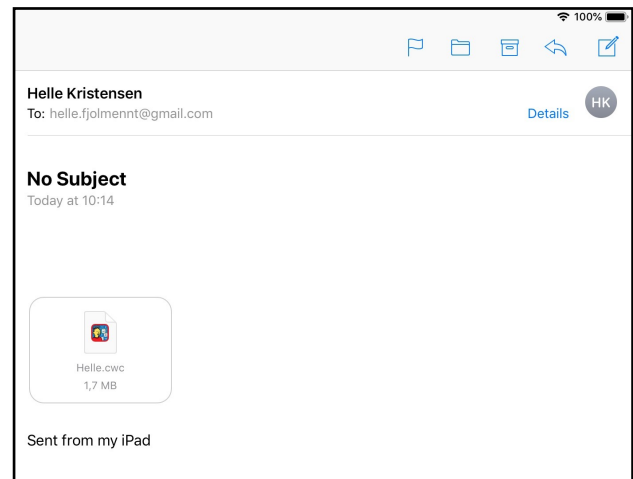 100%
Helle Kristensen
To: helle.fjolmennt@gmail.com
Details
HK
No Subject
Today at 10:14
Helle.cwc
1,7 MB
Sent from my iPad